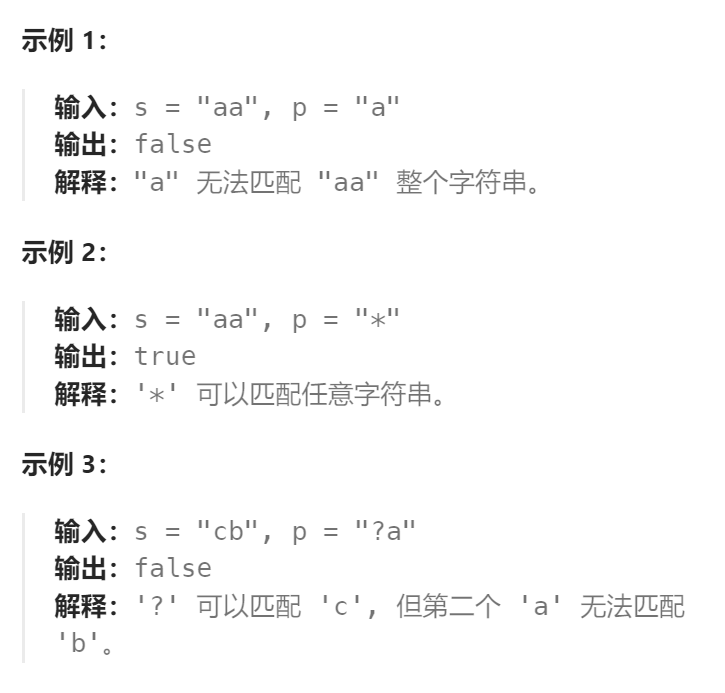 示例 1：
输入：s = "aa", p = "a"
输出：false
解释："a" 无法匹配 "aa" 整个字符串。
示例 2：
输入：s = "aa", p = "*"
输出：true
解释：'*' 可以匹配任意字符串。
示例 3：
输入：s = "cb", p = "?a"
输出：false
解释：'?' 可以匹配 'c', 但第二个 'a' 无法匹配
'b'。